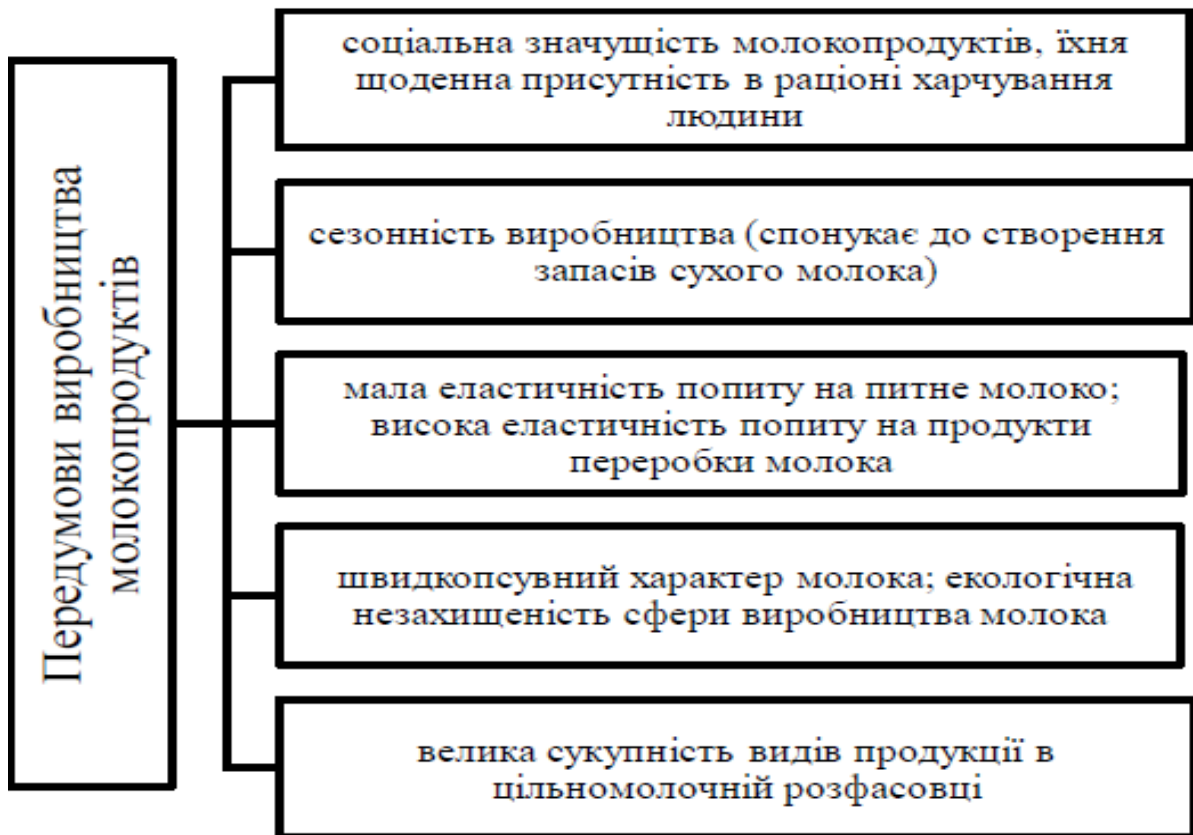 Передумови виробництва
молокопродуктів
соціальна значущість молокопродуктів, їхня
щоденна присутність в раціоні харчування
людини
сезонність виробництва (спонукає до створення
запасів сухого молока)
мала еластичність попиту на питне молоко;
висока еластичність попиту на продукти
переробки молока
швидкопсувний характер молока; екологічна
незахищеність сфери виробництва молока
велика сукупність видів продукції в
цільномолочній розфасовці